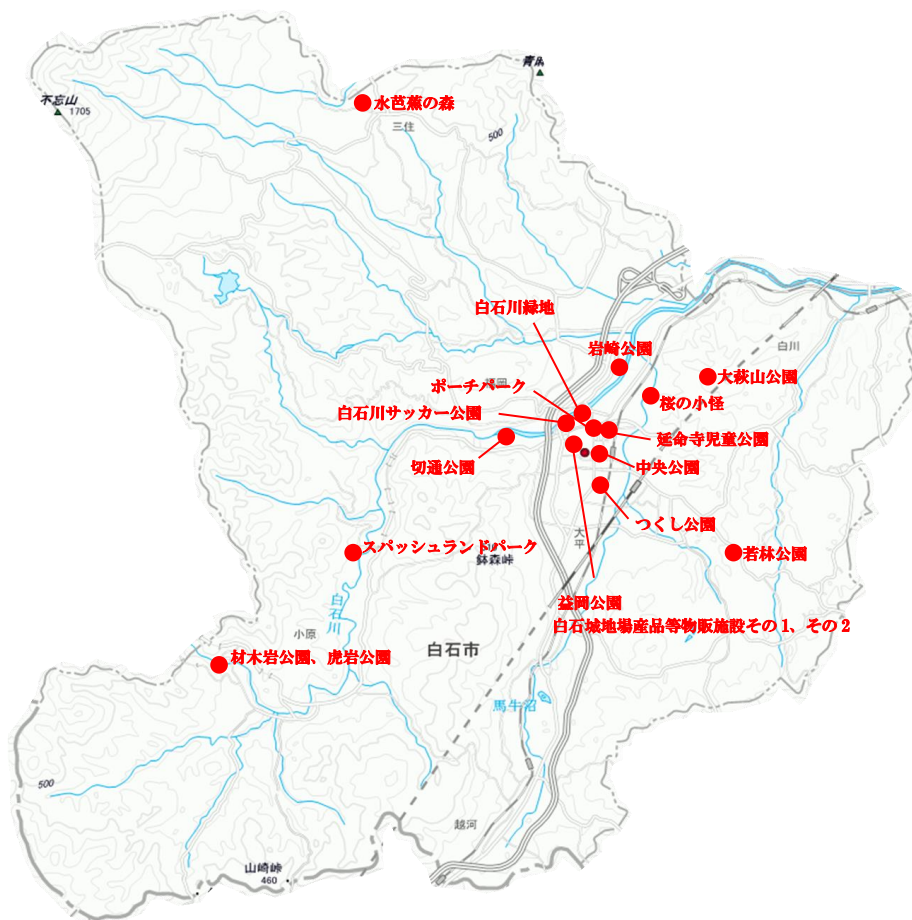 青麻
不忘山
1705
水芭蕉の森
三住
500
白石川緑地
岩崎公園
白川
ポーチパーク
大萩山公園
桜の小怪
白石川サッカー公園
延命寺児童公園
切通公園
中央公園
つくし公園
大平
スパッシュランドパーク
鉢森峠
若林公園
益岡公園
白石城地場産品等物販施設その1、その2
白石川
小原
白石市
材木岩公園、虎岩公園
馬牛沼
500
越河
山崎峠
460